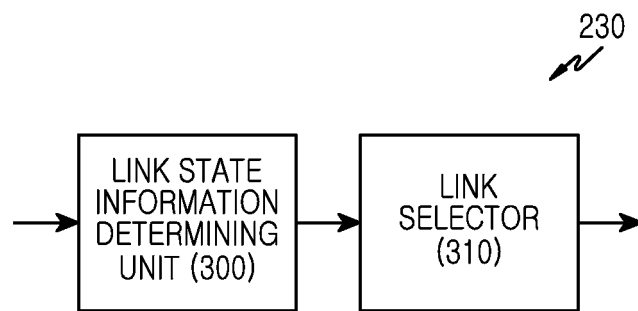 230
LINK STATE
INFORMATION
DETERMINING
UNIT (300)
LINK
SELECTOR
(310)